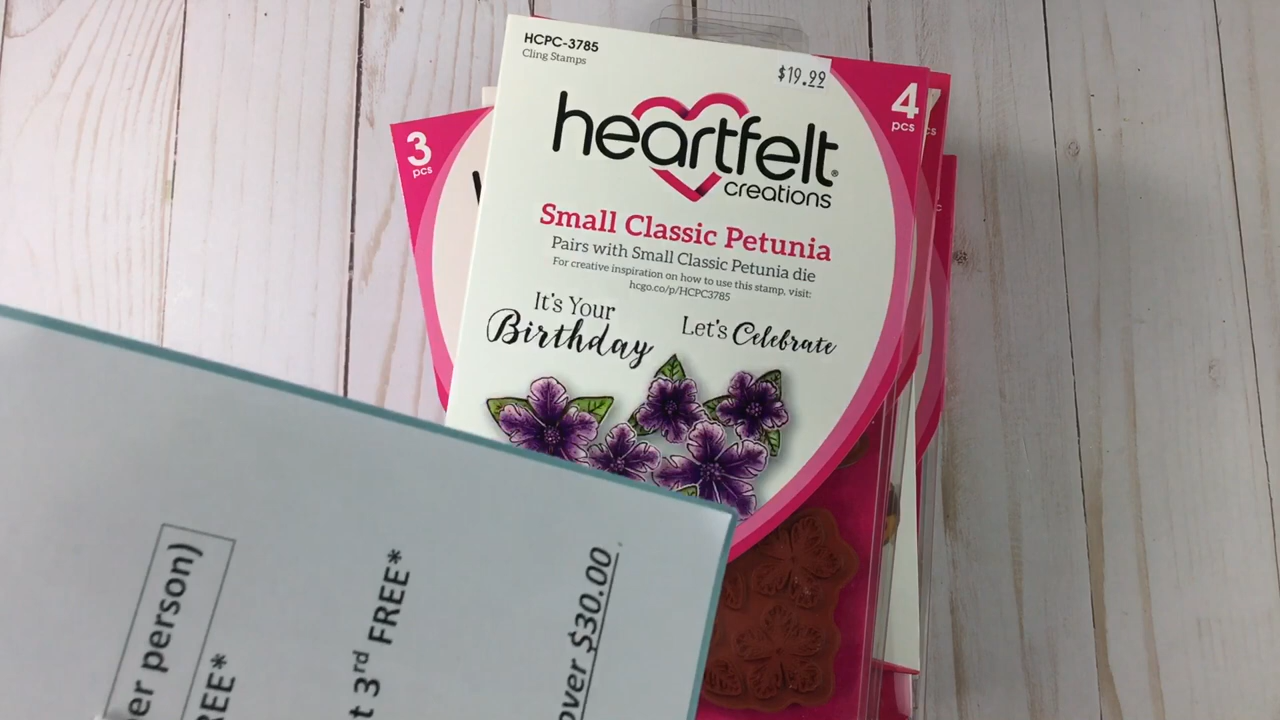 HCPC-3785
Cling Stamps
$19.99
4
pcs
3
pcs
heartfelt
creations
Small Classic Petunia
Pairs with Small Classic Petunia die
For creative inspiration on how to use this stamp, visit:
hcgo.co/p/HCPC3785
It's Your
Birthday
Let's Celebrate
er person)
REE*
t 3rd FREE*
over $30.00